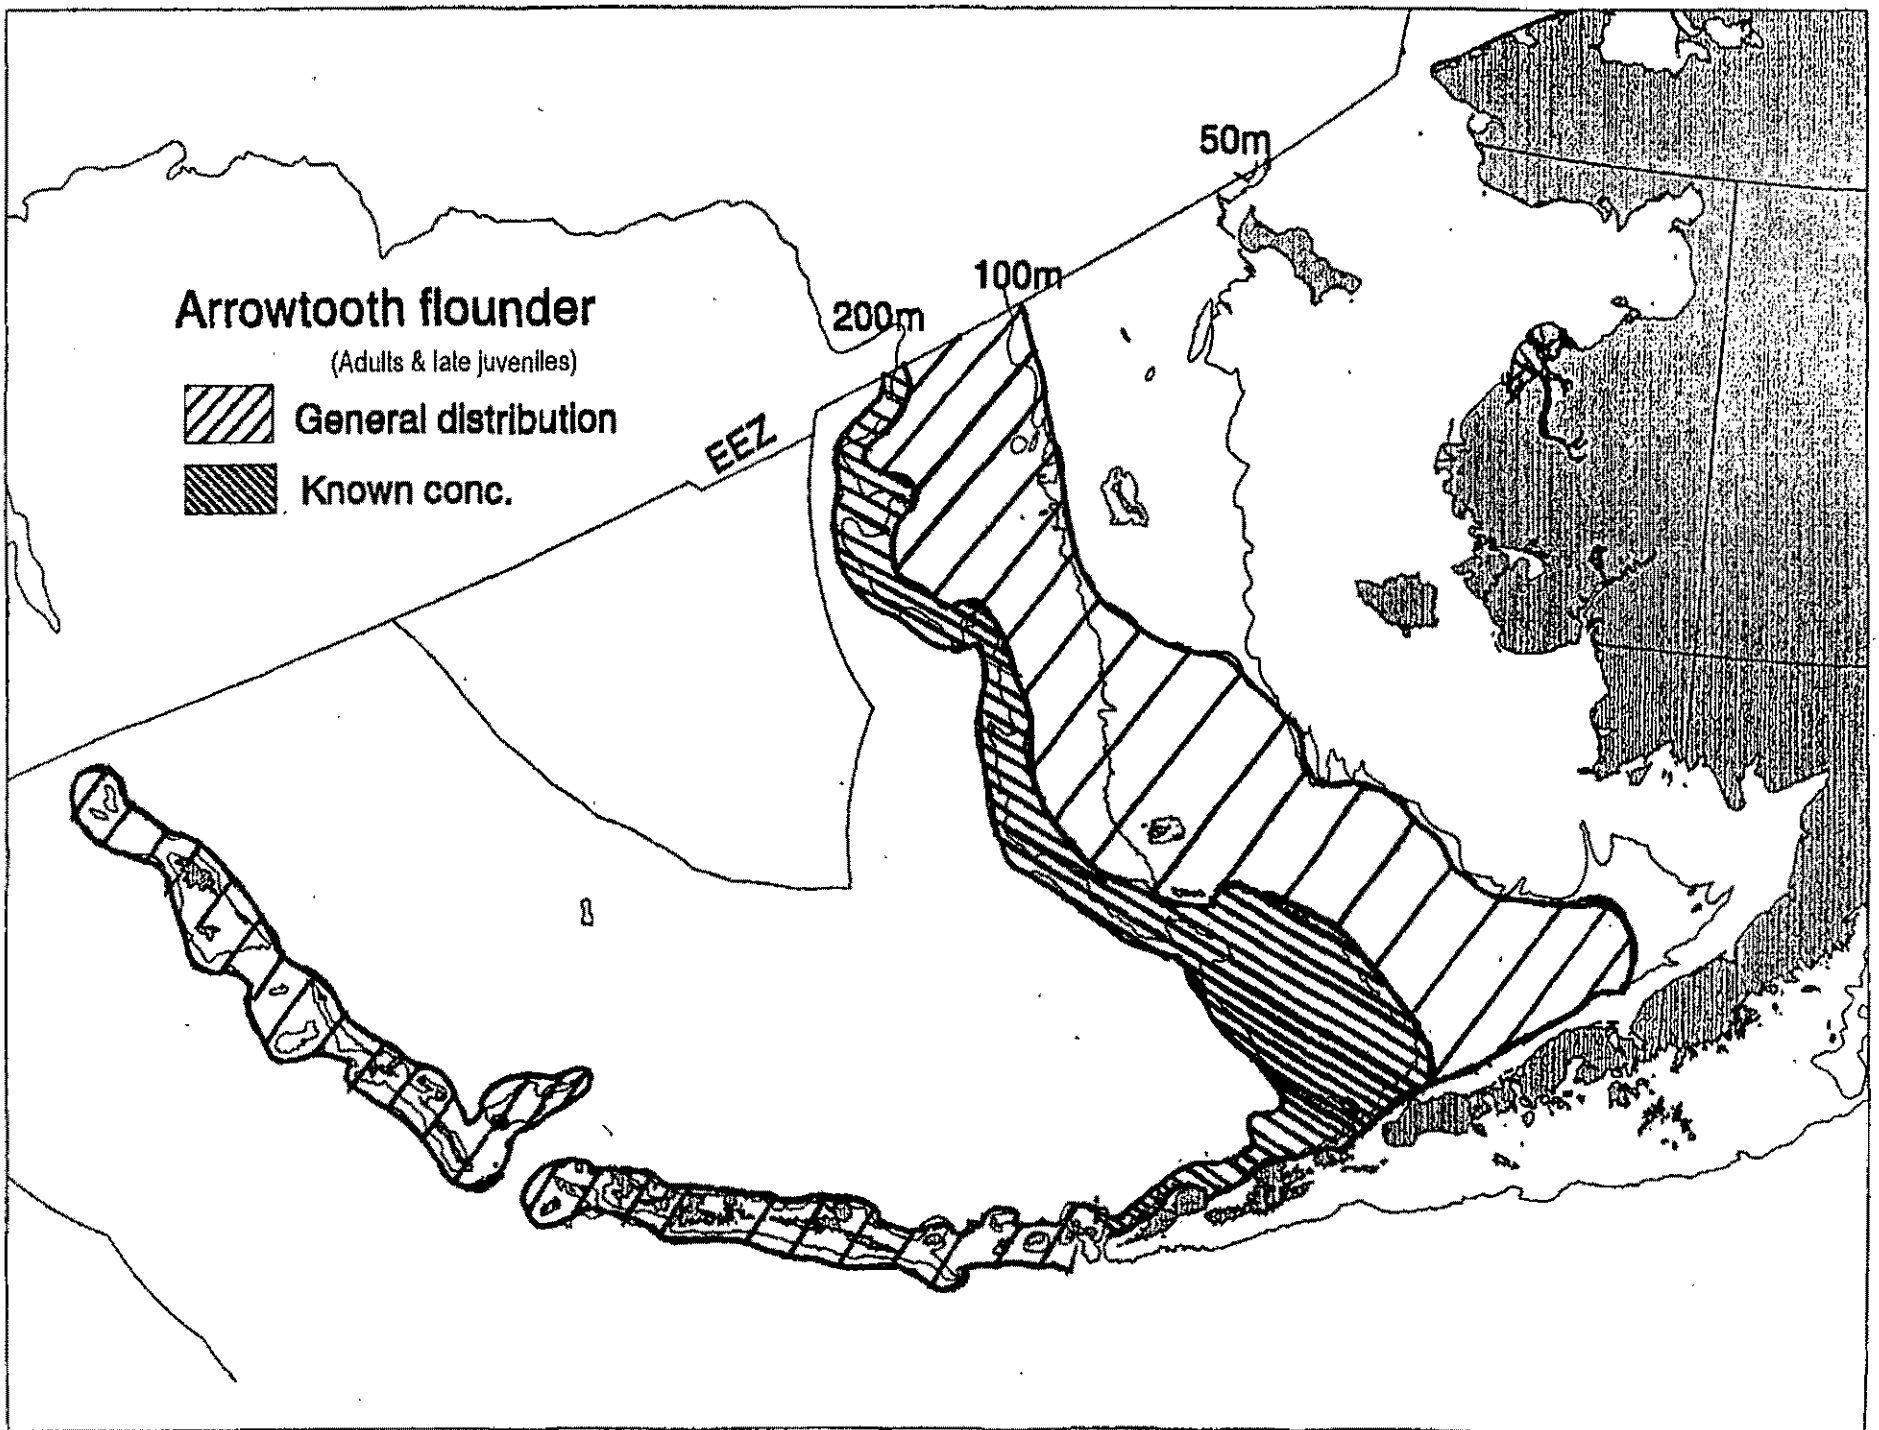 50m
100m
200m
Arrowtooth flounder
(Adults & late juveniles)
General distribution
EEZ
Known conc.